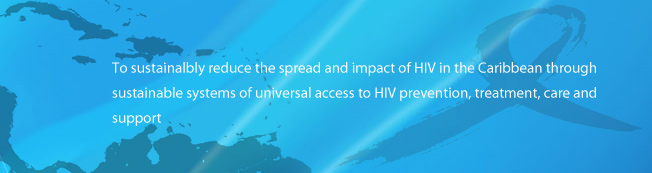 To sustainalbly reduce the spread and impact of HIV in the Caribbean through
sustainable systems of universal access to HIV prevention, treatment, care and
support